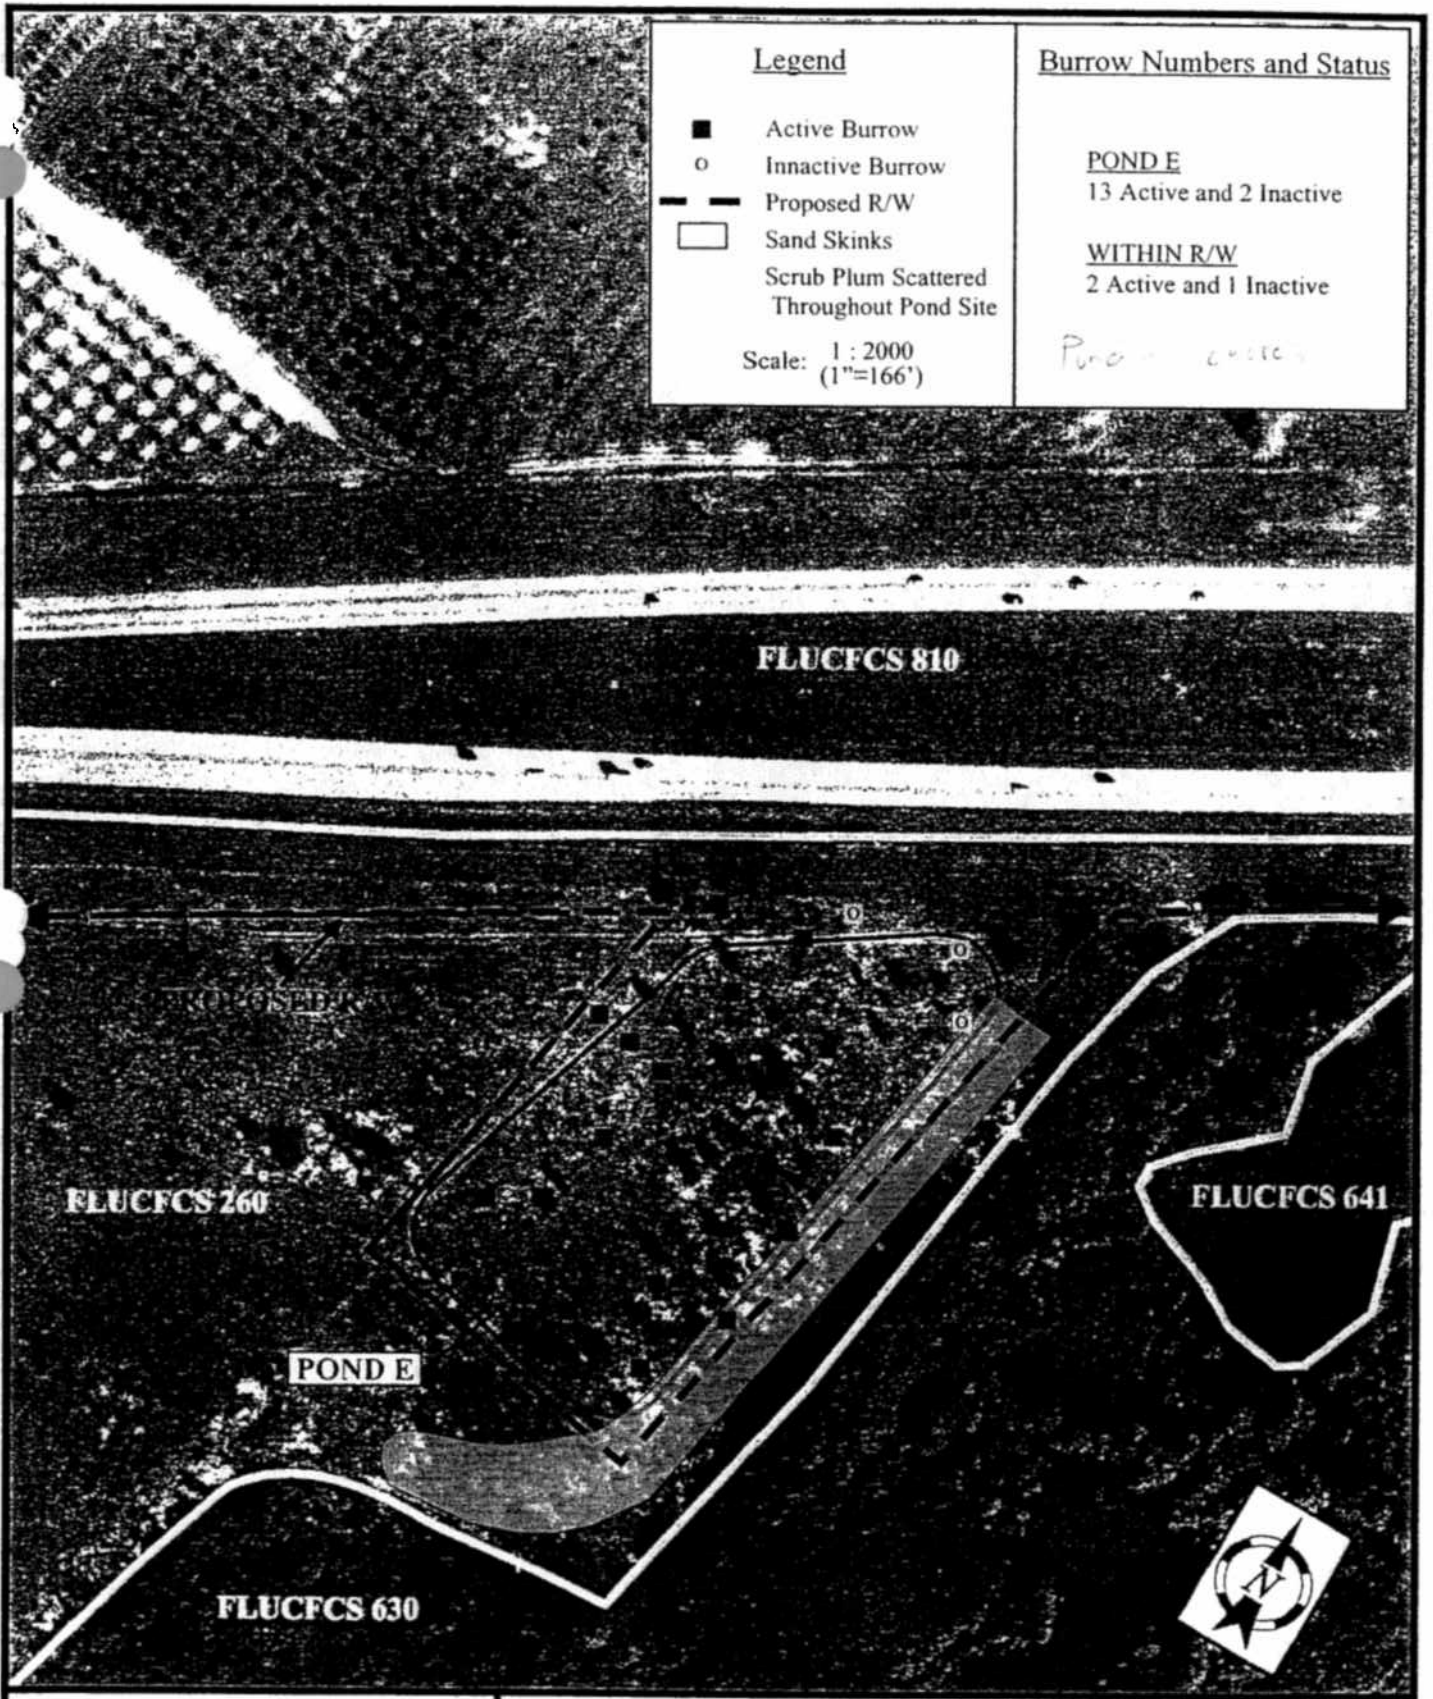 Legend
Active Burrow
Innactive Burrow
Proposed R/W
Sand Skinks
Scrub Plum Scattered
Throughout Pond Site
Scale: 1 : 2000
(1"=166')
Burrow Numbers and Status
POND E
13 Active and 2 Inactive
WITHIN R/W
2 Active and 1 Inactive
FLUCFCS 810
PROPOSED R/W
FLUCFCS 260
FLUCFCS 641
POND E
FLUCFCS 630
N